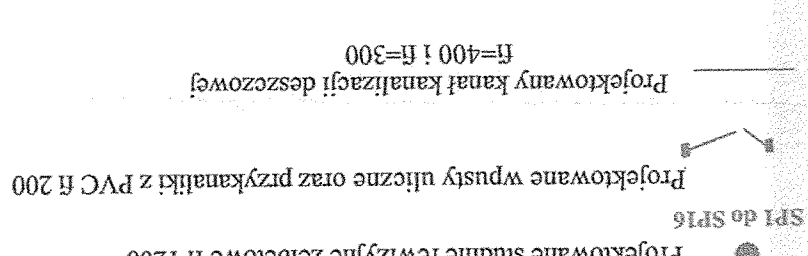 Projektowane studnie rewizyjne żelbetowe fi 1200
SP1 do SP16
Projektowane wpusty uliczne oraz przykanaliki z PVC fi 200
Projektowany kanał kanalizacji deszczowej
fi=400 i fi=300